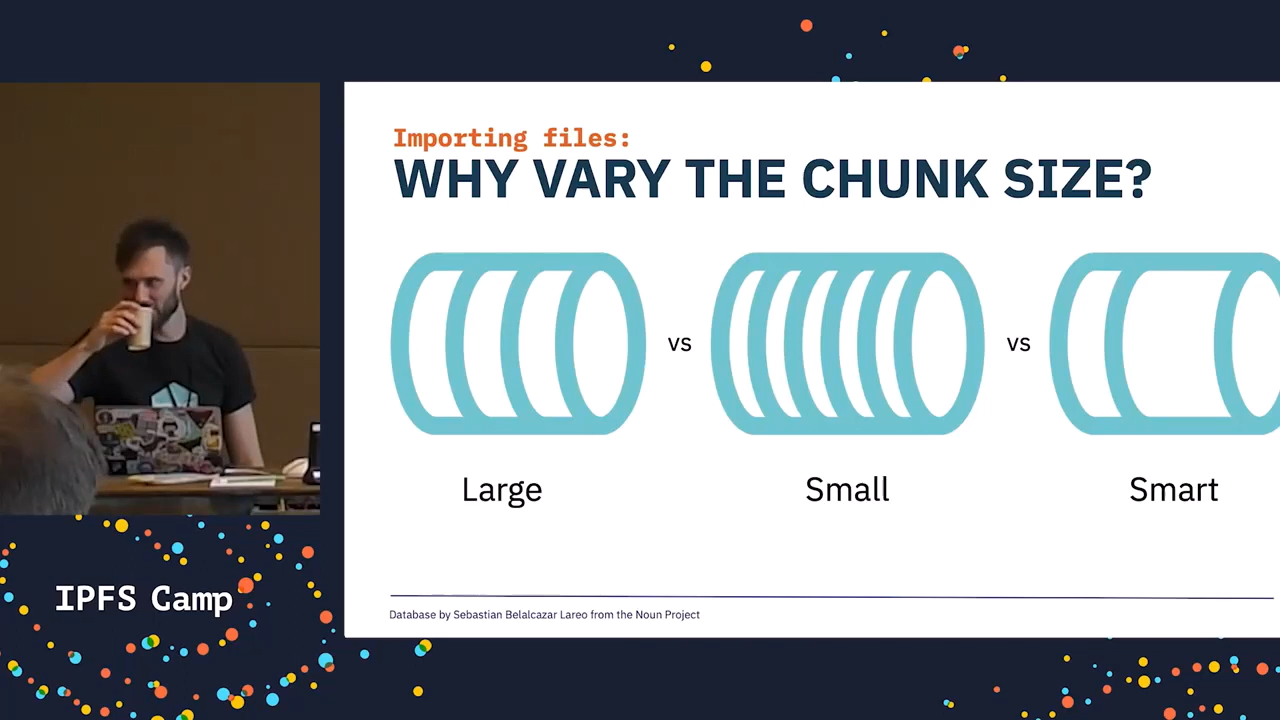 Importing files:
WHY VARY THE CHUNK SIZE?
vs
vs
Large
Small
Smart
IPFS Camp
Database by Sebastian Belalcazar Lareo from the Noun Project